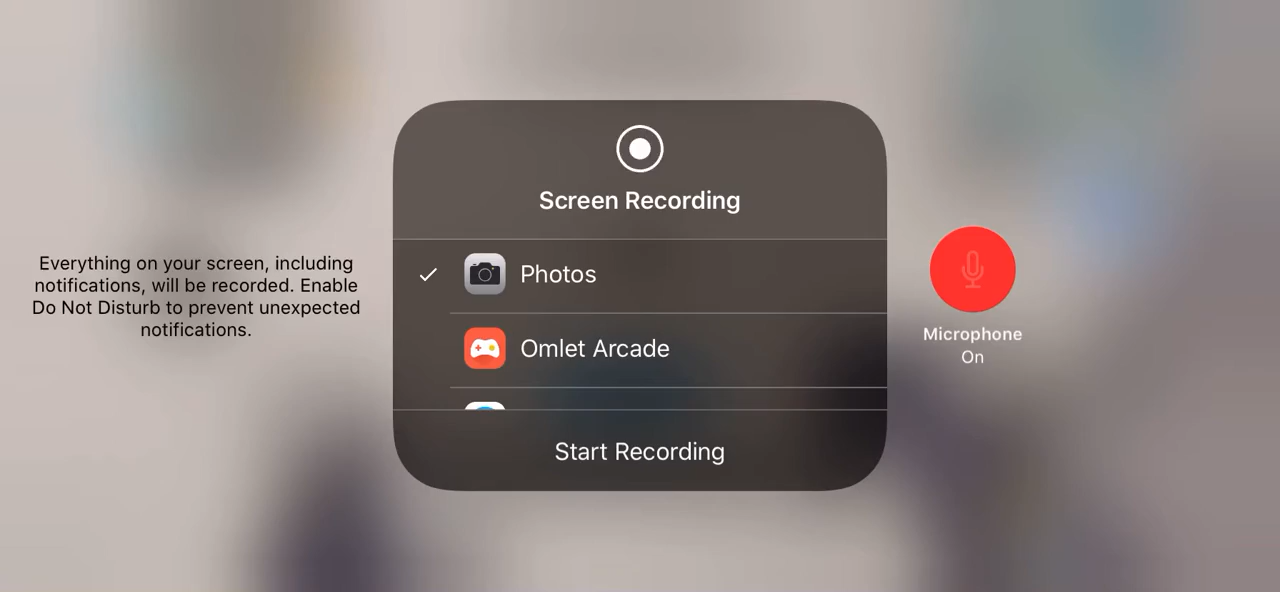 Screen Recording
Everything on your screen, including
notifications, will be recorded. Enable
Do Not Disturb to prevent unexpected
notifications.
Photos
Omlet Arcade
Start Recording
Microphone
On